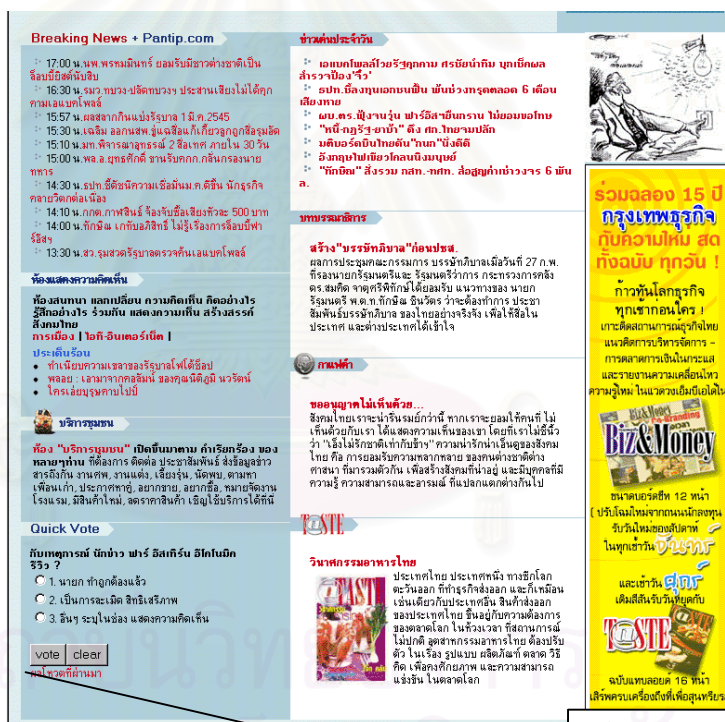 Breaking News + Pantip.com
17:00 น.นพ.พรหมมินทร์ ยอมรับมีชาวต่างชาติเป็น
ล็อบบี้ยิสต์นับสิบ
16:30 น.รมว.ทบวง-ปลัดทบวงฯ ประสานเสียงไม่ได้คุก
คามเอแบคโพลล์
15:57 น.ผลสลากกินแบ่งรัฐบาล 1 มี.ค.2545
15:30 น.เฉลิม ออกนสพ.ขู่แฉสื่อแก้เกี้ยวลูกถูกสื่อรุมอัด
15:10 น.มท.พิจารณาอุทธรณ์ 2 สื่อเทศ ภายใน 30 วัน
15:00 น.พล.อ.ยุทธศักดิ์ ขานรับคกก.กลั่นกรองนาย
ทหาร
14:30 น.ธปท.ชี้ดัชนีความเชื่อมั่นม.ค.ดีขึ้น นักธุรกิจ
คลายวิตกต่อเนื่อง
14:10 น.กกต.กาฬสินธุ์ จ้องจับซื้อเสียงหัวละ 500 บาท
14:00 น.ทักษิณ เกทับอภิสิทธิ์ ไม่รู้เรื่องการล็อบบี้ฟา
ร์อีสฯ
13:30 น.สว.รุมสวดรัฐบาลตรวจค้นเอแบคโพลล์
ห้องแสดงความคิดเห็น
ห้องสนทนา แลกเปลี่ยน ความคิดเห็น คิดอย่างไร
รู้สึกอย่างไร ร่วมกัน แสดงความเห็น สร้างสรรค์
สังคมไทย
การเมือง | ไอที-อินเตอร์เน็ต |
ประเด็นร้อน
ทำเนียบความเขลาของรัฐบาลโฟโต้ช็อป
พลอย : เอามาจากคอลัมน์ ของคุณนิติภูมิ นวรัตน์
ใครเอ่ยบุรุษคาบไปป์
บริการชุมชน
ห้อง "บริการชุมชน" เปิดขึ้นมาตาม คำเรียกร้อง ของ
หลายๆท่าน ที่ต้องการ ติดต่อ ประชาสัมพันธ์ ส่งข้อมูลข่าว
สารถึงกัน งานศพ, งานแต่ง, เลี้ยงรุ่น, นัดพบ, ตามหา
เพื่อนเก่า, ประกาศหาคู่, อยากขาย, อยากซื้อ, หมายจัดงาน
โรงแรม, มีสินค้าใหม่, ลดราคาสินค้า เชิญใช้บริการได้ที่นี่
Quick Vote
กับเหตุการณ์ นักข่าว ฟาร์ อีสเทิร์น อีโคโนมิก
รีวิว ?
1. นายก ทำถูกต้องแล้ว
2. เป็นการละเมิด สิทธิเสรีภาพ
3. อื่นๆ ระบุในช่อง แสดงความคิดเห็น
vote clear
ผลโหวตที่ผ่านมา
ข่าวเด่นประจำวัน
เอแบคโพลล์โวยรัฐคุกคาม ศรชัยนำทีม บุกเช็คผล
สำรวจป้อง'จิ๋ว'
ธปท.ชี้ลงทุนเอกชนฟื้น พันบ่วงทรุดตลอด 6 เดือน
เสียงทาย
ผบ.ตร.ฟุ้งงานวุ่น ฟาร์อีสฯยืนกราน ไม่ยอมขอโทษ
"หนี้-กฎรัฐ-ยาบ้า" ดึง ศก.ไทยจมปลัก
มติบอร์ดบินไทยดัน"กนก"นั่งดีดี
อังกฤษไฟเขียวโคลนนิ่งมนุษย์
"ทักษิณ" สั่งรวม กสท.-ทศท. ส่อสูญค่าเช่าวงจร 6 พัน
ล.
บทบรรณาธิการ
สร้าง"บรรษัทภิบาล"ก่อนปชส.
ผลการประชุมคณะกรรมการ บรรษัทภิบาลเมื่อวันที่ 27 ก.พ.
ที่รองนายกรัฐมนตรีและ รัฐมนตรีว่าการ กระทรวงการคลัง
ดร.สมคิด จาตุศรีพิทักษ์ได้ยอมรับ แนวทางของ นายก
รัฐมนตรี พ.ต.ท.ทักษิณ ชินวัตร ว่าจะต้องทำการ ประชา
สัมพันธ์บรรษัทภิบาล ของไทยอย่างจริงจัง เพื่อให้สื่อใน
ประเทศ และต่างประเทศได้เข้าใจ
กาแฟดำ
ขออนุญาตไม่เห็นด้วย...
สังคมไทยเราจะน่ารื่นรมย์กว่านี้ หากเราจะยอมให้คนที่ ไม่
เห็นด้วยกับเรา ได้แสดงความเห็นของเขา โดยที่เราไม่ชี้นิ้ว
ว่า "เอ็งไม่รักชาติเท่ากับข้าฯ" ความน่ารักน่าเอ็นดูของสังคม
ไทย คือ การยอมรับความหลากหลาย ของคนต่างชาติต่าง
ศาสนา ที่มารวมตัวกัน เพื่อสร้างสังคมที่น่าอยู่ และมีบุคคลที่มี
ความรู้ ความสามารถและอารมณ์ ที่แปลกแตกต่างกันไป
T@STE
วินาศกรรมอาหารไทย
ประเทศไทย ประเทศหนึ่ง ทางซีกโลก
ตะวันออก ที่ทำธุรกิจส่งออก และก็เหมือน
เช่นเดียวกับประเทศอื่น สินค้าส่งออก
ของประเทศไทย ขึ้นอยู่กับความต้องการ
ของตลาดโลก ในห้วงเวลา ที่สถานการณ์
ไม่ปกติ อุตสาหกรรมอาหารไทย ต้องปรับ
ตัว ในเรื่อง รูปแบบ ผลิตภัณฑ์ ตลาด วิธี
คิด เพื่อคงศักยภาพ และความสามารถ
แข่งขัน ในตลาดโลก
ร่วมฉลอง 15 ปี
กรุงเทพธุรกิจ
กับความใหม่ สด
ทั้งฉบับ ทุกวัน !
ก้าวทันโลกธุรกิจ
ทุกเช้าก่อนใคร !
เกาะติดสถานการณ์ธุรกิจไทย
แนวคิดการบริหารจัดการ -
การตลาดการเงินในกระแส
และรายงานความเคลื่อนไหว
ความรู้ใหม่ ในแวดวงเอ็มบีเอได้ใน
Biz&Money
ขนาดบอร์ดชีท 12 หน้า
( ปรับโฉมใหม่จากถนนนักลงทุน
รับวันใหม่ของสัปดาห์
ในทุกเช้าวัน จันทร์
และเช้าวัน ศุกร์
เติมสีสันรับวันหยุดกับ
T@STE
ฉบับแทบลอยด์ 16 หน้า
เสิร์ฟครบเครื่องถึงที่เพื่อสุนทรีย